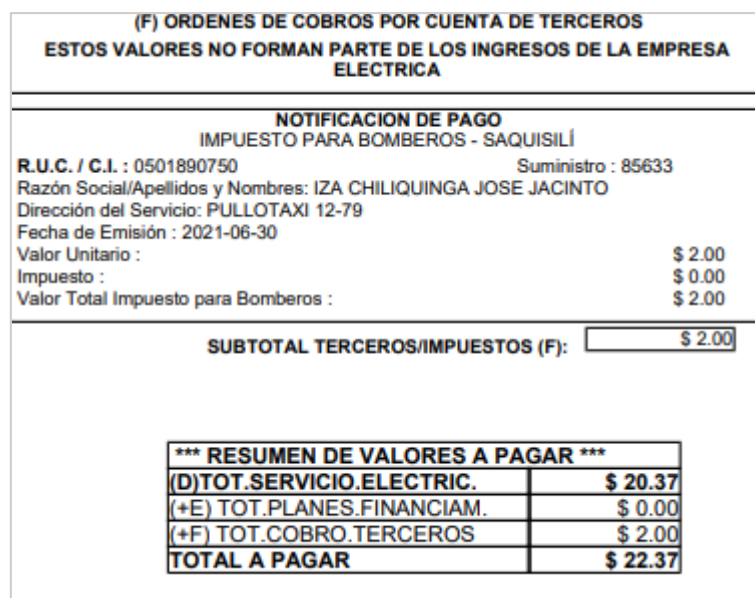 (F) ORDENES DE COBROS POR CUENTA DE TERCEROS
ESTOS VALORES NO FORMAN PARTE DE LOS INGRESOS DE LA EMPRESA
ELECTRICA
NOTIFICACION DE PAGO
IMPUESTO PARA BOMBEROS - SAQUISILÍ
R.U.C. / C.I. : 0501890750 Suministro : 85633
Razón Social/Apellidos y Nombres: IZA CHILIQUINGA JOSE JACINTO
Dirección del Servicio: PULLOTAXI 12-79
Fecha de Emisión : 2021-06-30
Valor Unitario : $ 2.00
Impuesto : $ 0.00
Valor Total Impuesto para Bomberos : $ 2.00
SUBTOTAL TERCEROS/IMPUESTOS (F): $ 2.00
*** RESUMEN DE VALORES A PAGAR ***
(D)TOT.SERVICIO.ELECTRIC. $ 20.37
(+E) TOT.PLANES.FINANCIAM. $ 0.00
(+F) TOT.COBRO.TERCEROS $ 2.00
TOTAL A PAGAR $ 22.37